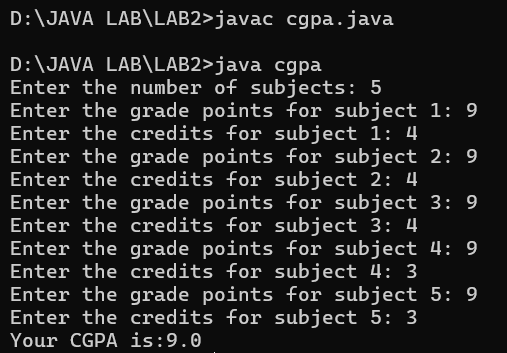 D:\JAVA LAB\LAB2>javac cgpa.java
D:\JAVA LAB\LAB2>java cgpa
Enter the number of subjects: 5
Enter the grade points for subject 1: 9
Enter the credits for subject 1: 4
Enter the grade points for subject 2: 9
Enter the credits for subject 2: 4
Enter the grade points for subject 3: 9
Enter the credits for subject 3: 4
Enter the grade points for subject 4: 9
Enter the credits for subject 4: 3
Enter the grade points for subject 5: 9
Enter the credits for subject 5: 3
Your CGPA is:9.0